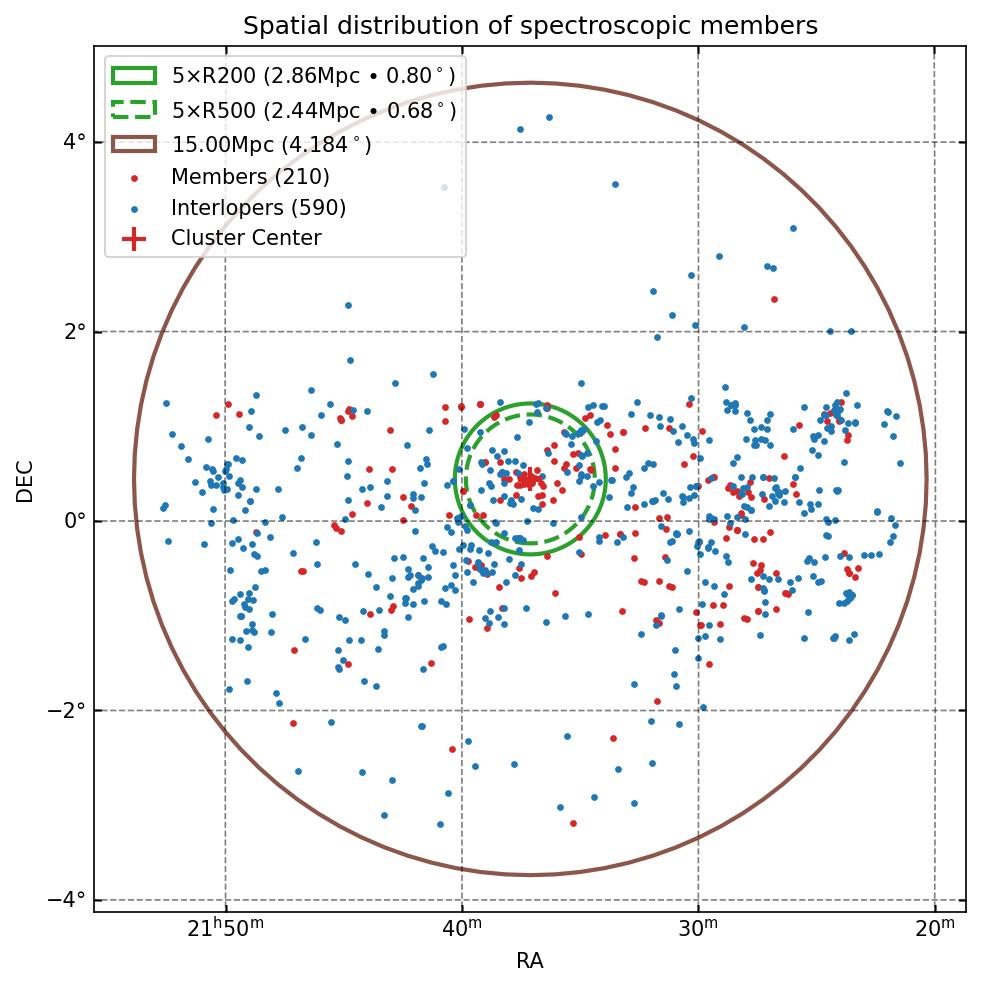 Spatial distribution of spectroscopic members
5×R200 (2.86Mpc • 0.80°)
5×R500 (2.44Mpc • 0.68°)
15.00Mpc (4.184°)
Members (210)
Interlopers (590)
Cluster Center
4°
2°
0°
−2°
−4°
DEC
21ʰ50ᵐ 40ᵐ 30ᵐ 20ᵐ
RA